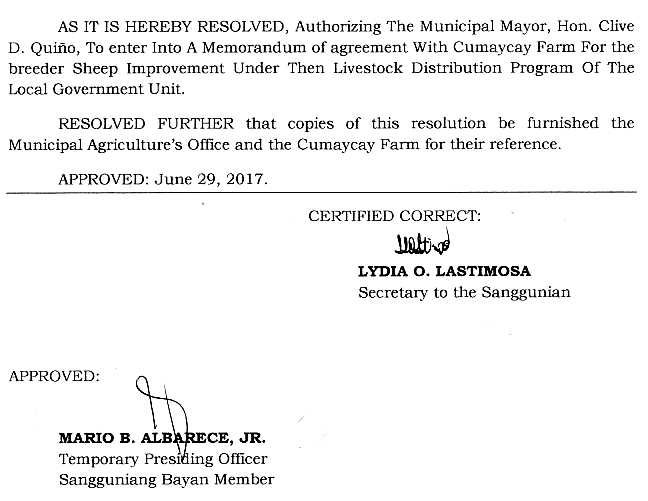 AS IT IS HEREBY RESOLVED, Authorizing The Municipal Mayor, Hon. Clive
D. Quiño, To enter Into A Memorandum of agreement With Cumaycay Farm For the
breeder Sheep Improvement Under Then Livestock Distribution Program Of The
Local Government Unit.
RESOLVED FURTHER that copies of this resolution be furnished the
Municipal Agriculture's Office and the Cumaycay Farm for their reference.
APPROVED: June 29, 2017.
CERTIFIED CORRECT:
LYDIA O. LASTIMOSA
Secretary to the Sanggunian
APPROVED:
MARIO B. ALBARECE, JR.
Temporary Presiding Officer
Sangguniang Bayan Member